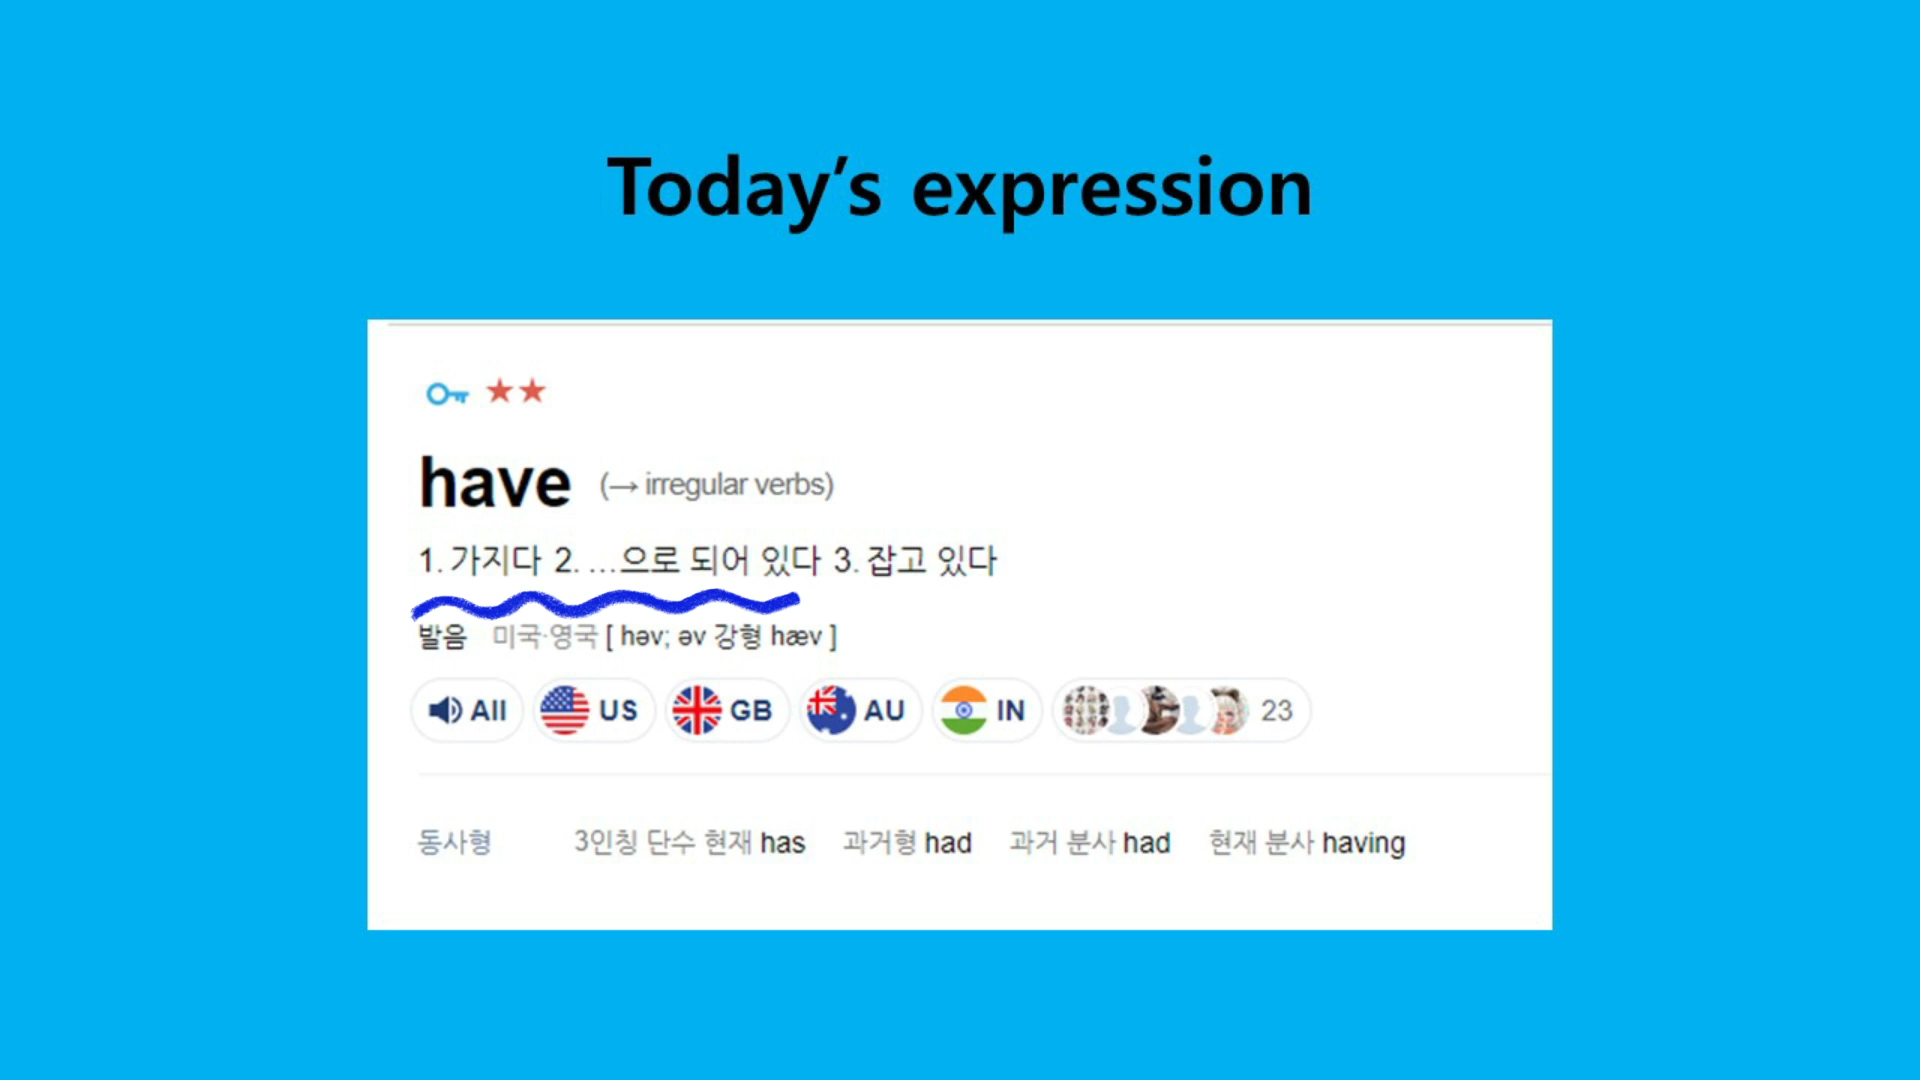 Today's expression
have (→ irregular verbs)
1. 가지다 2. ...으로 되어 있다 3. 잡고 있다
발음 미국·영국 [ həv; əv 강형 hæv ]
All US GB AU IN 23
동사형 3인칭 단수 현재 has 과거형 had 과거 분사 had 현재 분사 having